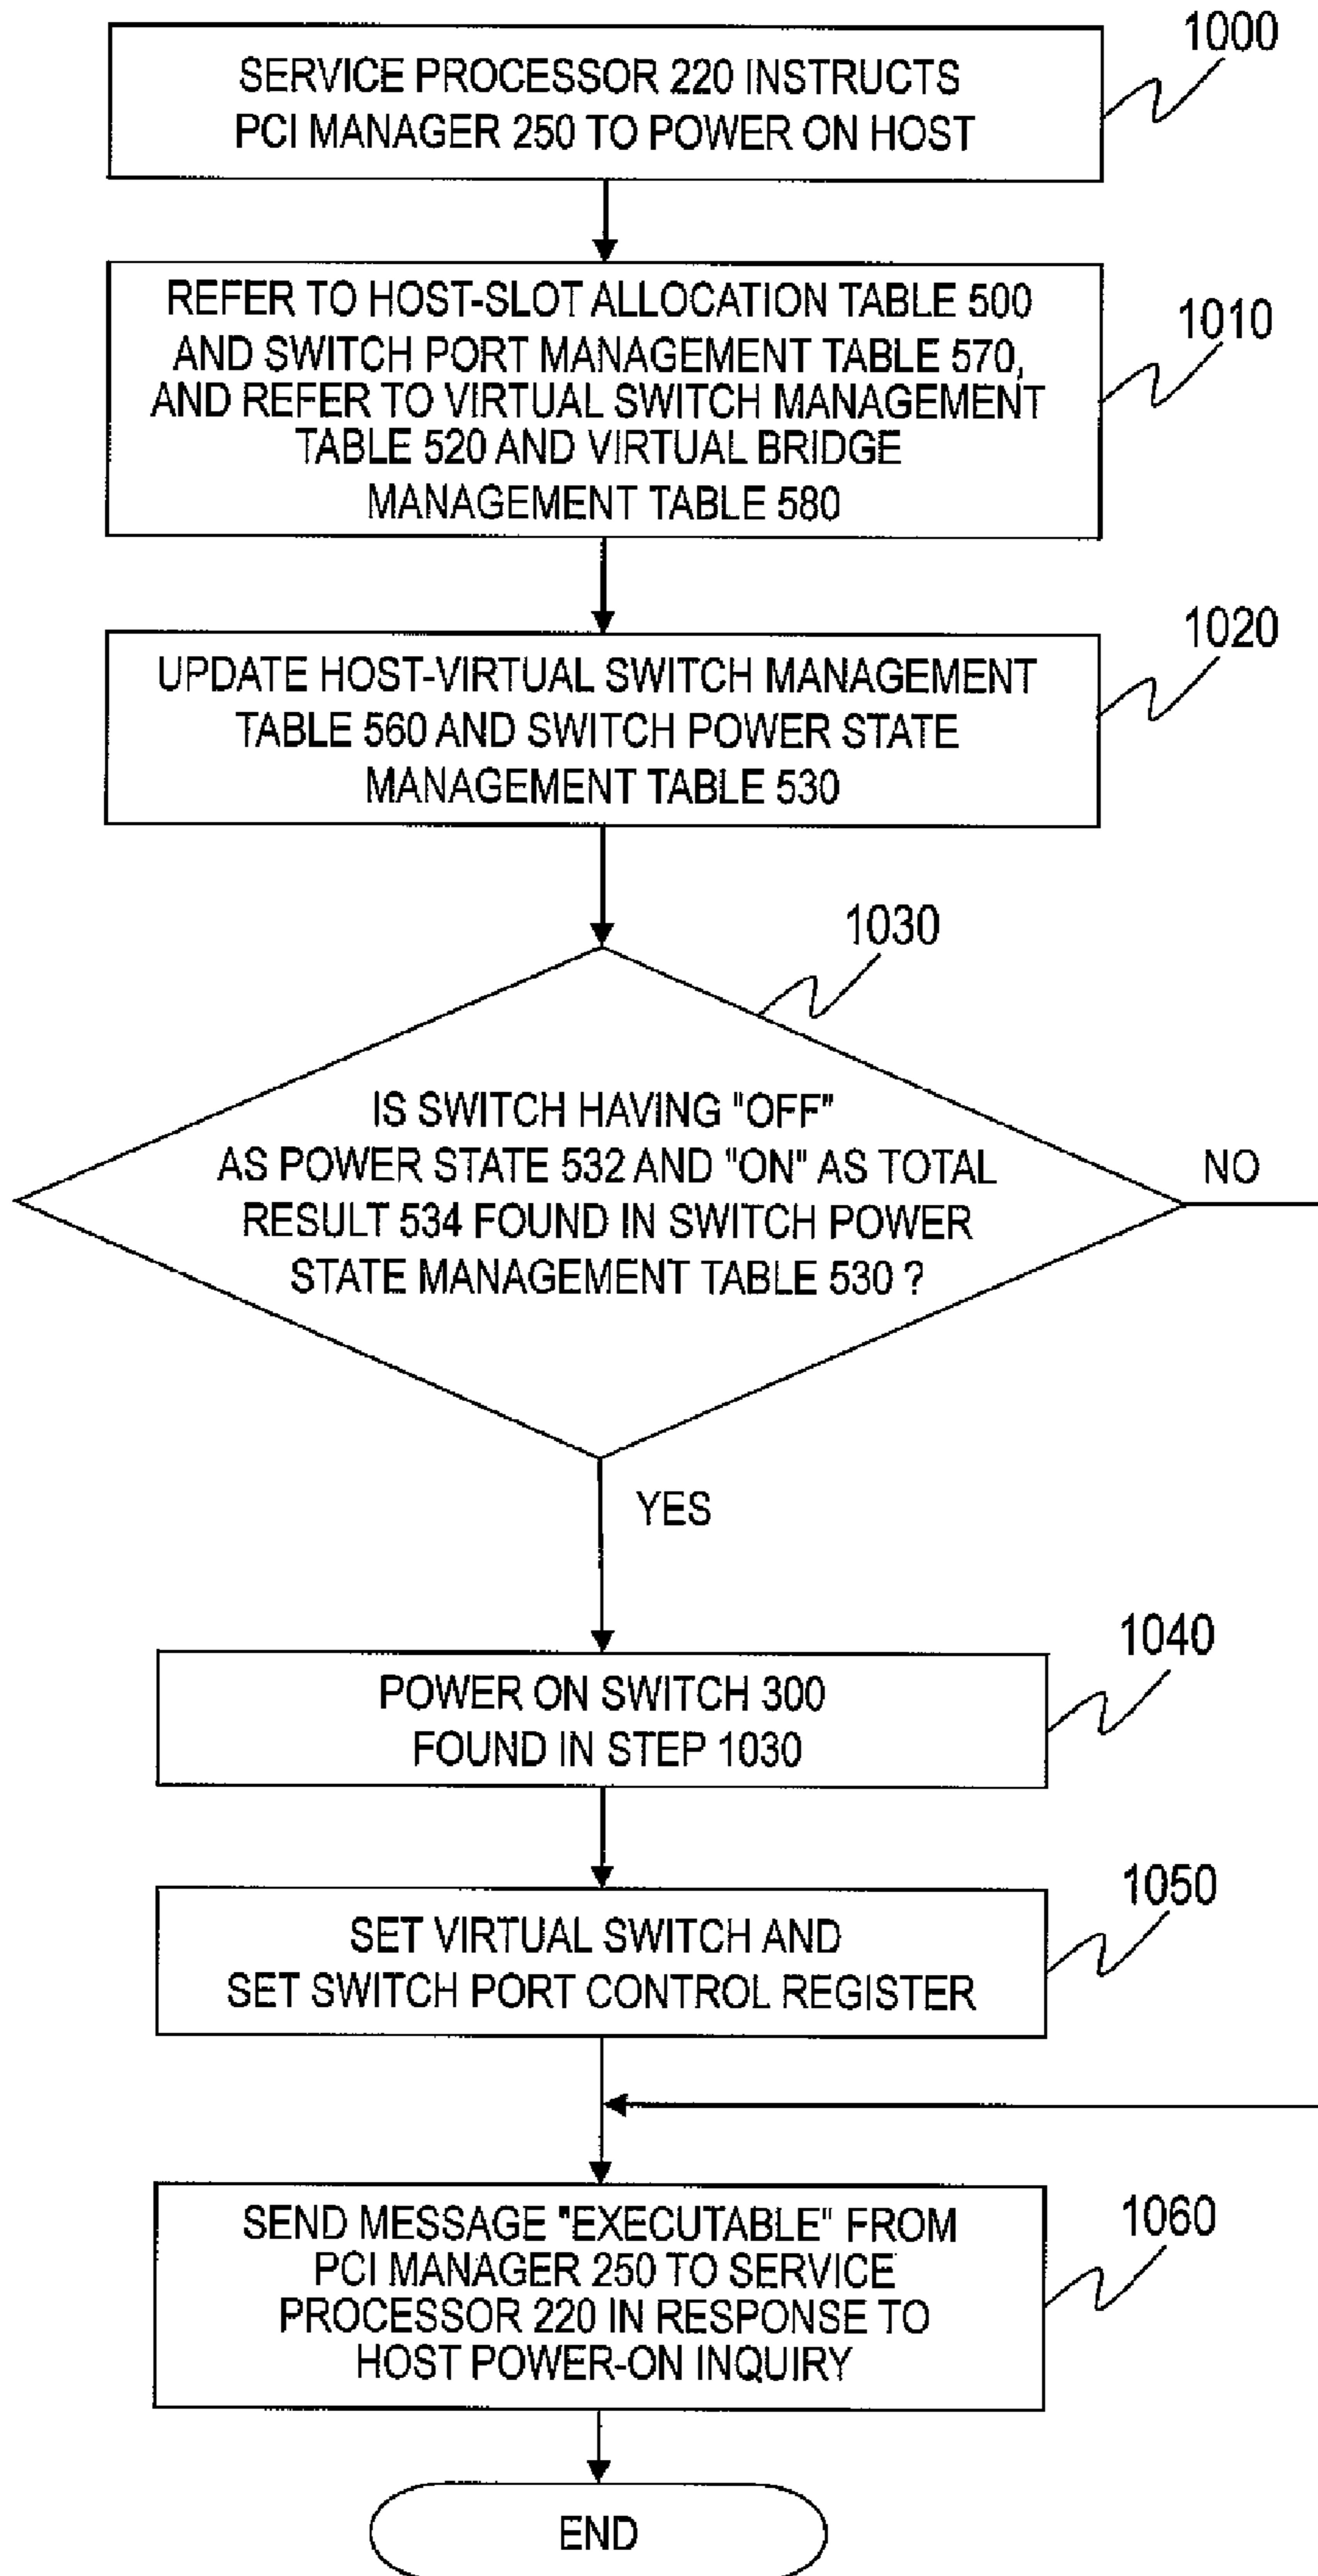 1000
SERVICE PROCESSOR 220 INSTRUCTS
PCI MANAGER 250 TO POWER ON HOST
1010
REFER TO HOST-SLOT ALLOCATION TABLE 500
AND SWITCH PORT MANAGEMENT TABLE 570,
AND REFER TO VIRTUAL SWITCH MANAGEMENT
TABLE 520 AND VIRTUAL BRIDGE
MANAGEMENT TABLE 580
1020
UPDATE HOST-VIRTUAL SWITCH MANAGEMENT
TABLE 560 AND SWITCH POWER STATE
MANAGEMENT TABLE 530
1030
IS SWITCH HAVING "OFF"
AS POWER STATE 532 AND "ON" AS TOTAL
RESULT 534 FOUND IN SWITCH POWER
STATE MANAGEMENT TABLE 530 ?
NO
YES
1040
POWER ON SWITCH 300
FOUND IN STEP 1030
1050
SET VIRTUAL SWITCH AND
SET SWITCH PORT CONTROL REGISTER
1060
SEND MESSAGE "EXECUTABLE" FROM
PCI MANAGER 250 TO SERVICE
PROCESSOR 220 IN RESPONSE TO
HOST POWER-ON INQUIRY
END